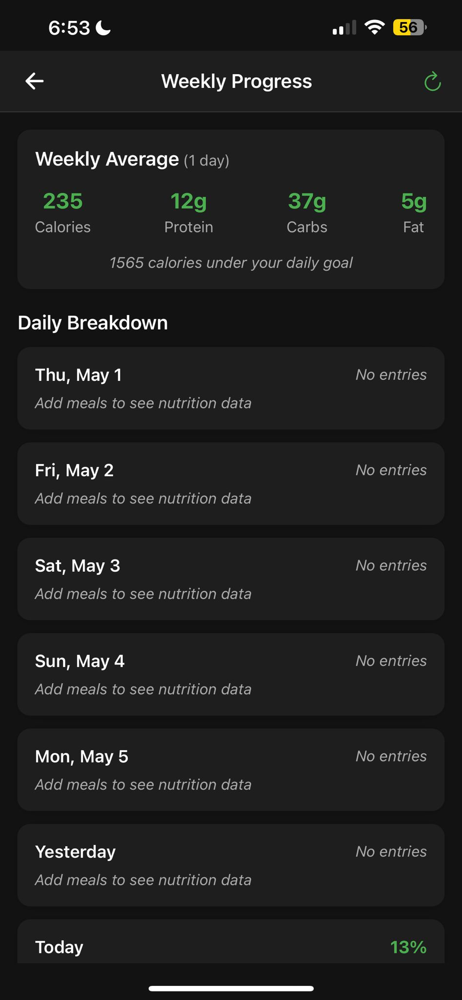 6:53
56
Weekly Progress
Weekly Average (1 day)
235 12g 37g 5g
Calories Protein Carbs Fat
1565 calories under your daily goal
Daily Breakdown
Thu, May 1 No entries
Add meals to see nutrition data
Fri, May 2 No entries
Add meals to see nutrition data
Sat, May 3 No entries
Add meals to see nutrition data
Sun, May 4 No entries
Add meals to see nutrition data
Mon, May 5 No entries
Add meals to see nutrition data
Yesterday No entries
Add meals to see nutrition data
Today 13%